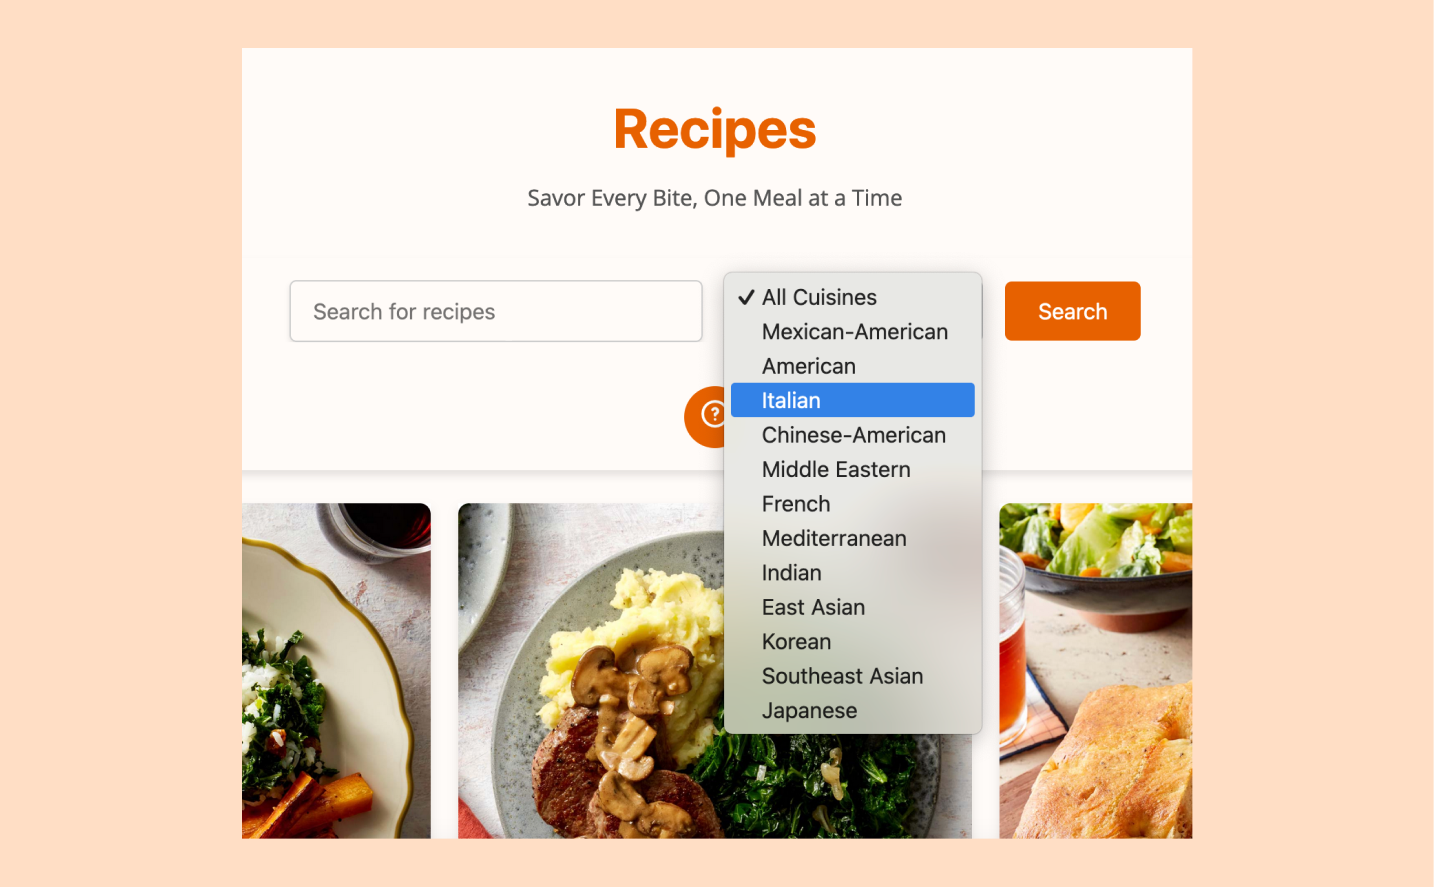 Recipes
Savor Every Bite, One Meal at a Time
Search for recipes
✓ All Cuisines
Mexican-American
American
Italian
Chinese-American
Middle Eastern
French
Mediterranean
Indian
East Asian
Korean
Southeast Asian
Japanese
Search
?